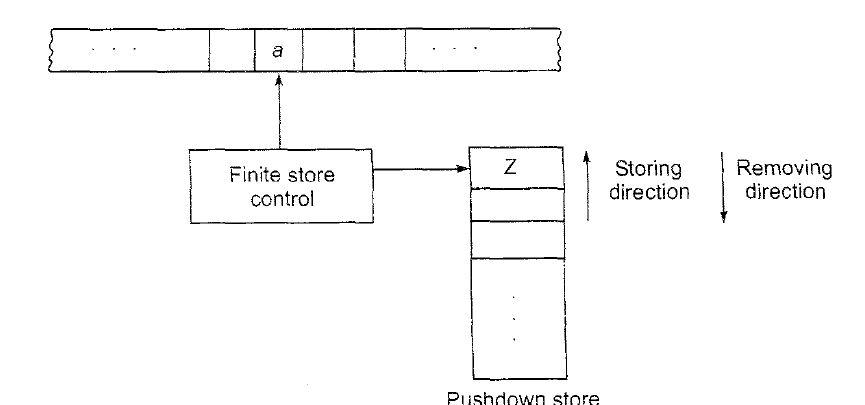 . . . a . . .
Finite store
control
Z
Storing
direction
Removing
direction
.
.
.
Pushdown store